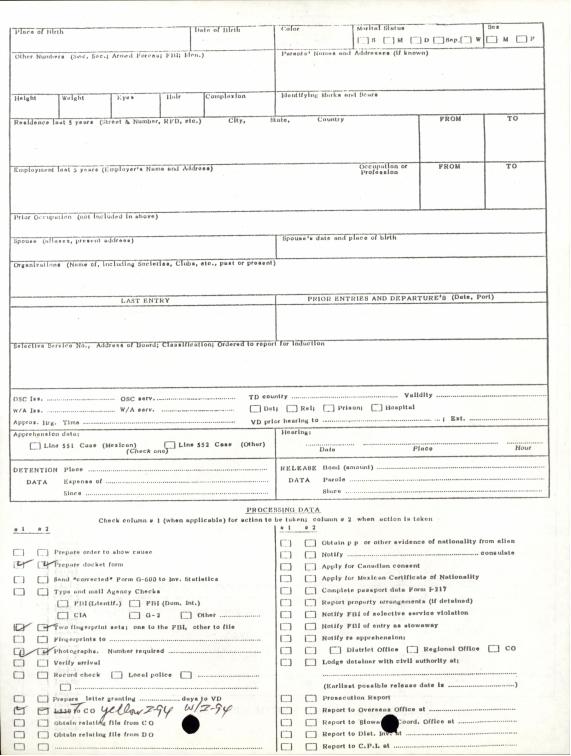 Place of Birth Date of Birth Color Marital Status Sex
S M D Sep. W M F
Other Numbers (Soc. Sec.; Armed Forces; FBI; Iden.) Parents' Names and Addresses (if known)
Height Weight Eyes Hair Complexion Identifying Marks and Scars
Residence last 5 years (Street & Number, RFD, etc.) City, State, Country FROM TO
Employment last 5 years (Employer's Name and Address) Occupation or Profession FROM TO
Prior Occupation (not included in above)
Spouse (aliases, present address) Spouse's date and place of birth
Organizations (Name of, including Societies, Clubs, etc., past or present)
LAST ENTRY PRIOR ENTRIES AND DEPARTURE'S (Date, Port)
Selective Service No., Address of Board; Classification; Ordered to report for induction
OSC Iss. OSC serv. TD country Validity
W/A Iss. W/A serv. Det; Rel; Prison; Hospital
Approx. Hrg. Time VD prior hearing to ; Ext.
Apprehension data: Hearing:
Line 551 Case (Mexican) Line 552 Case (Other)
(Check one) Date Place Hour
DETENTION Place RELEASE Bond (amount)
DATA Expense of DATA Parole
Since Share
PROCESSING DATA
Check column # 1 (when applicable) for action to be taken; column # 2 when action is taken
# 1 # 2 # 1 # 2
Prepare order to show cause
Prepare docket form
Send "corrected" Form G-600 to Inv. Statistics
Type and mail Agency Checks
FBI(Identif.) FBI (Dom. Int.)
CIA G-2 Other
Two fingerprint sets; one to the FBI, other to file
Fingerprints to
Photographs. Number required
Verify arrival
Record check Local police
Prepare letter granting days to VD
To CO yellow I-94 W/I-94
Obtain relating file from CO
Obtain relating file from DO
Obtain p p or other evidence of nationality from alien
Notify consulate
Apply for Canadian consent
Apply for Mexican Certificate of Nationality
Complete passport data Form I-217
Report property arrangements (if detained)
Notify FBI of selective service violation
Notify FBI of entry as stowaway
Notify re apprehension:
District Office Regional Office CO
Lodge detainer with civil authority at:
(Earliest possible release date is )
Prosecution Report
Report to Overseas Office at
Report to Stowaway Coord. Office at
Report to Dist. Inv. at
Report to C.P.I. at